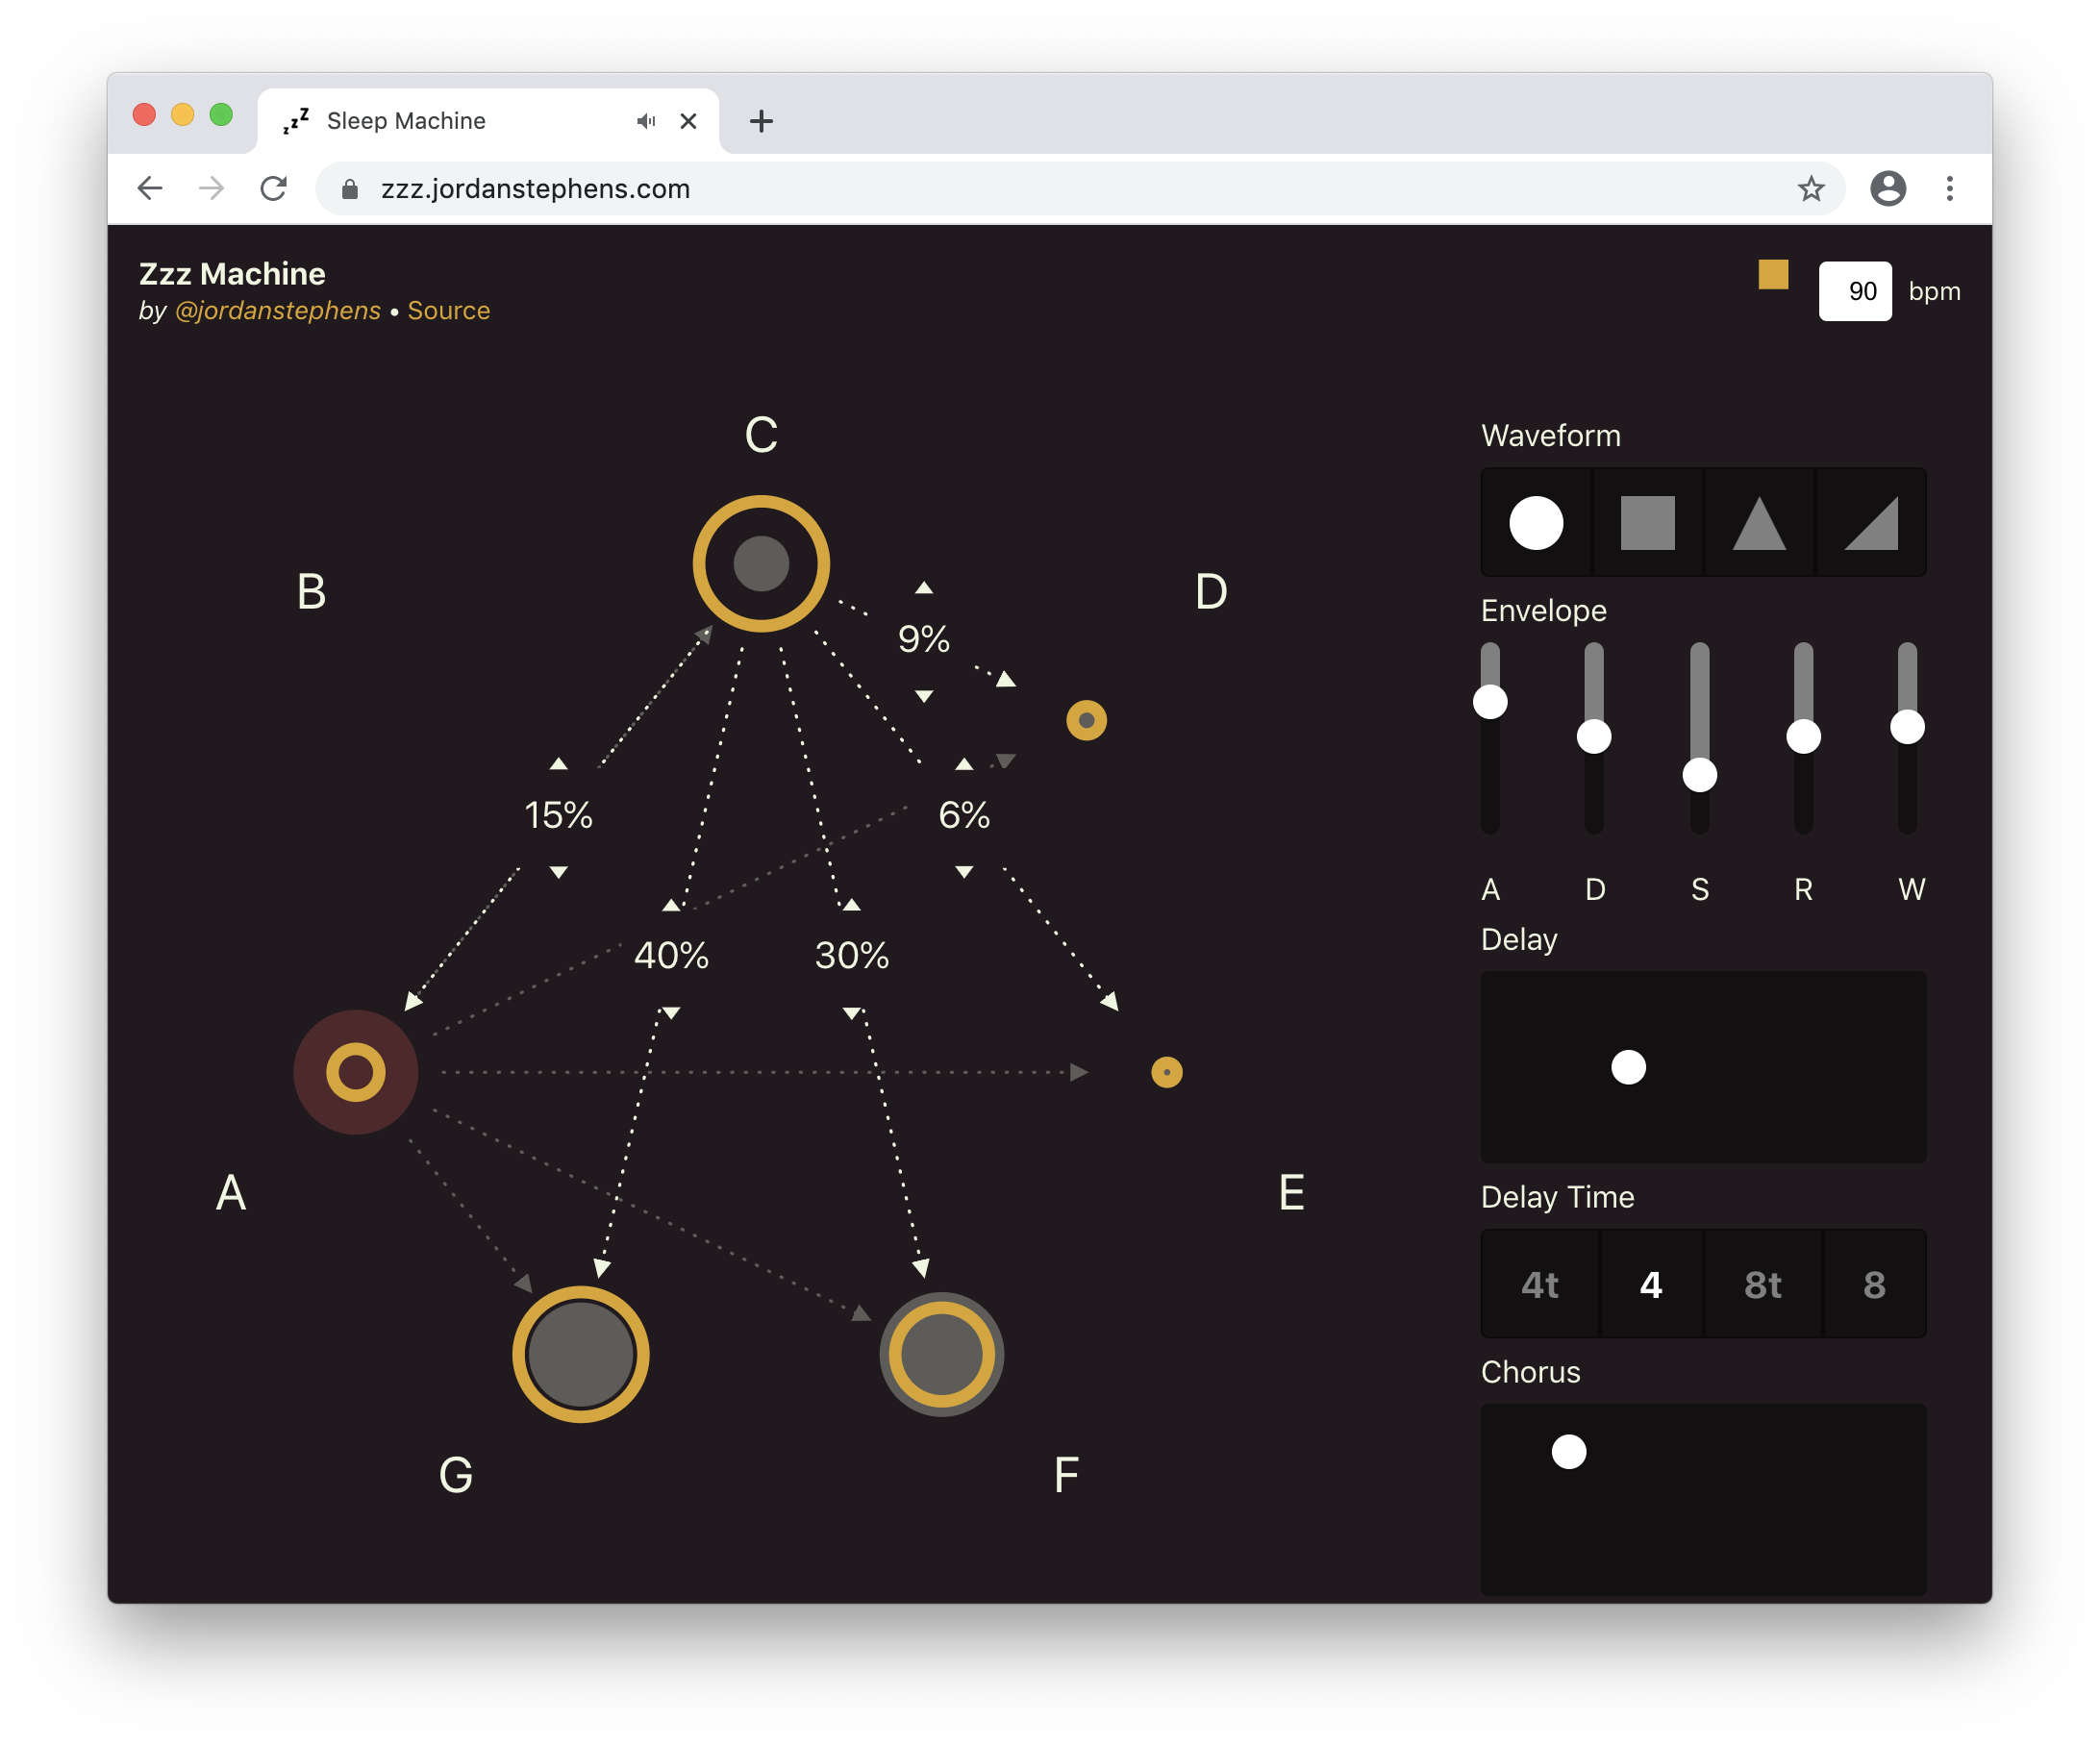 zzZ Sleep Machine
zzz.jordanstephens.com
Zzz Machine
by @jordanstephens • Source
90 bpm
C
B
D
9%
15%
6%
40%
30%
A
E
G
F
Waveform
Envelope
A D S R W
Delay
Delay Time
4t 4 8t 8
Chorus